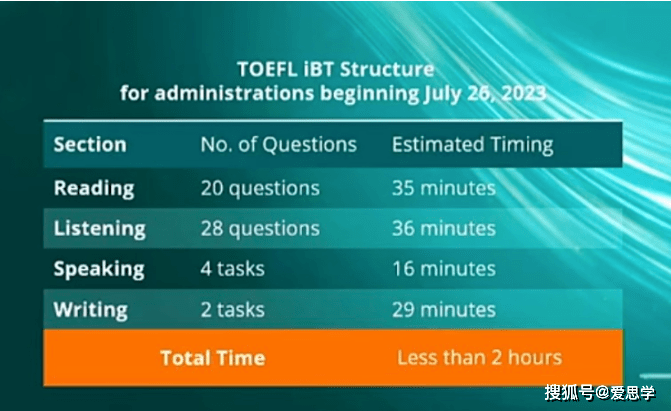 TOEFL iBT Structure
for administrations beginning July 26, 2023
Section No. of Questions Estimated Timing
Reading 20 questions 35 minutes
Listening 28 questions 36 minutes
Speaking 4 tasks 16 minutes
Writing 2 tasks 29 minutes
Total Time Less than 2 hours
搜狐号@爱思学